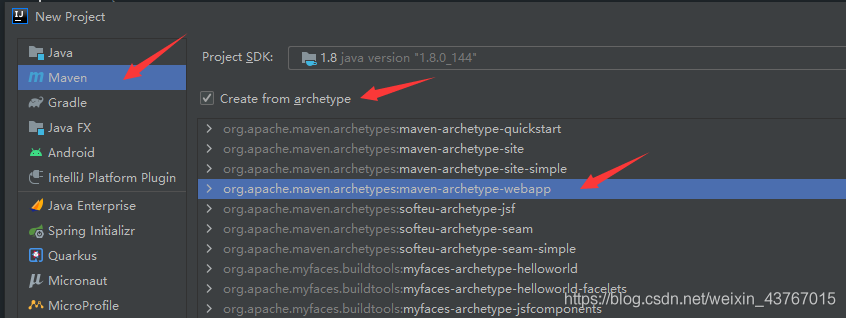 New Project
Java
Maven
Gradle
Java FX
Android
IntelliJ Platform Plugin
Java Enterprise
Spring Initializr
Quarkus
Micronaut
MicroProfile
Project SDK: 1.8 java version "1.8.0_144"
Create from archetype
org.apache.maven.archetypes:maven-archetype-quickstart
org.apache.maven.archetypes:maven-archetype-site
org.apache.maven.archetypes:maven-archetype-site-simple
org.apache.maven.archetypes:maven-archetype-webapp
org.apache.maven.archetypes:softeu-archetype-jsf
org.apache.maven.archetypes:softeu-archetype-seam
org.apache.maven.archetypes:softeu-archetype-seam-simple
org.apache.myfaces.buildtools:myfaces-archetype-helloworld
org.apache.myfaces.buildtools:myfaces-archetype-helloworld-facelets
org.apache.myfaces.buildtools:myfaces-archetype-jsfcomponents
https://blog.csdn.net/weixin_43767015